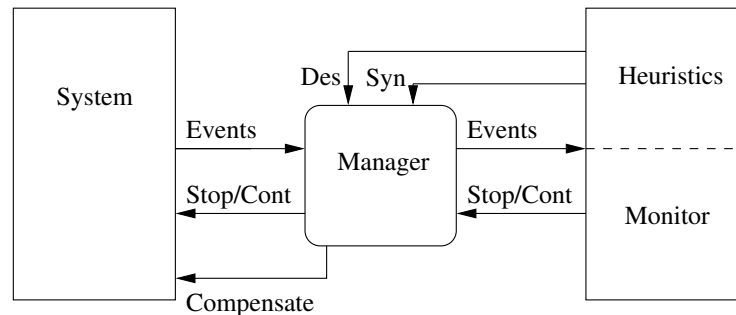 Des
Syn
Heuristics
System
Events
Events
Manager
Stop/Cont
Stop/Cont
Monitor
Compensate